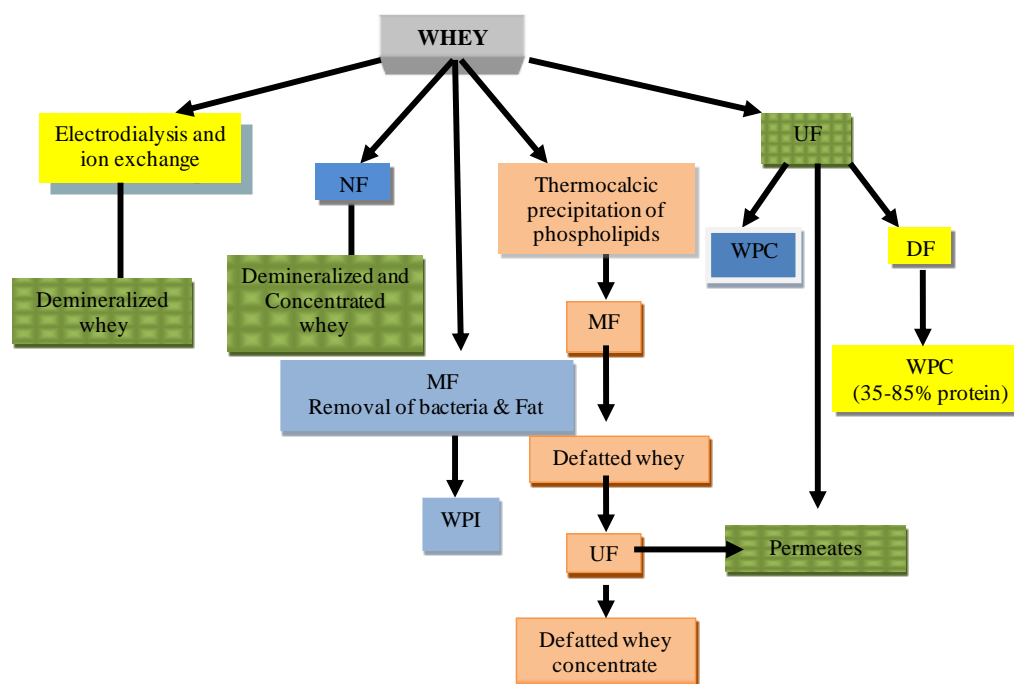 WHEY
Electrodialysis and
ion exchange
UF
NF
Thermocalcic
precipitation of
phospholipids
WPC
DF
Demineralized
whey
Demineralized and
Concentrated
whey
MF
WPC
(35-85% protein)
MF
Removal of bacteria & Fat
Defatted whey
WPI
UF
Permeates
Defatted whey
concentrate